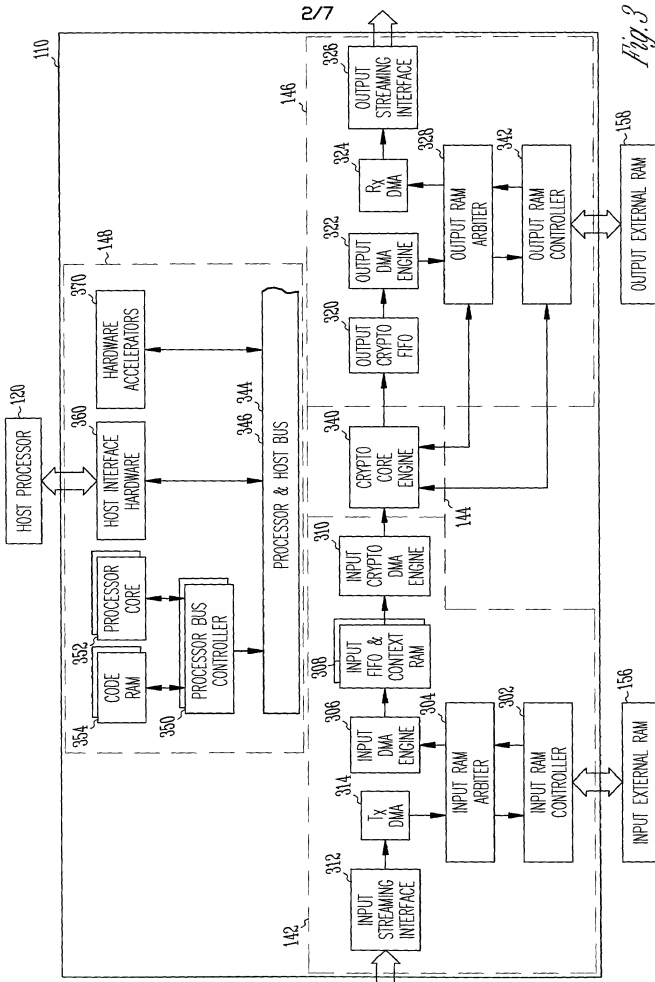 2/7
110
HOST PROCESSOR
120
148
CODE
RAM
354
PROCESSOR
CORE
352
PROCESSOR BUS
CONTROLLER
350
HOST INTERFACE
HARDWARE
360
HARDWARE
ACCELERATORS
370
PROCESSOR & HOST BUS
346
344
142
INPUT
STREAMING
INTERFACE
312
TX
DMA
314
INPUT
DMA
ENGINE
306
INPUT RAM
ARBITER
304
INPUT RAM
CONTROLLER
302
INPUT
FIFO &
CONTEXT
RAM
308
INPUT
CRYPTO
DMA
ENGINE
310
CRYPTO
CORE
ENGINE
340
144
OUTPUT
CRYPTO
FIFO
320
OUTPUT
DMA
ENGINE
322
RX
DMA
324
OUTPUT
STREAMING
INTERFACE
326
146
OUTPUT RAM
ARBITER
328
OUTPUT RAM
CONTROLLER
342
INPUT EXTERNAL RAM
156
OUTPUT EXTERNAL RAM
158
Fig.3